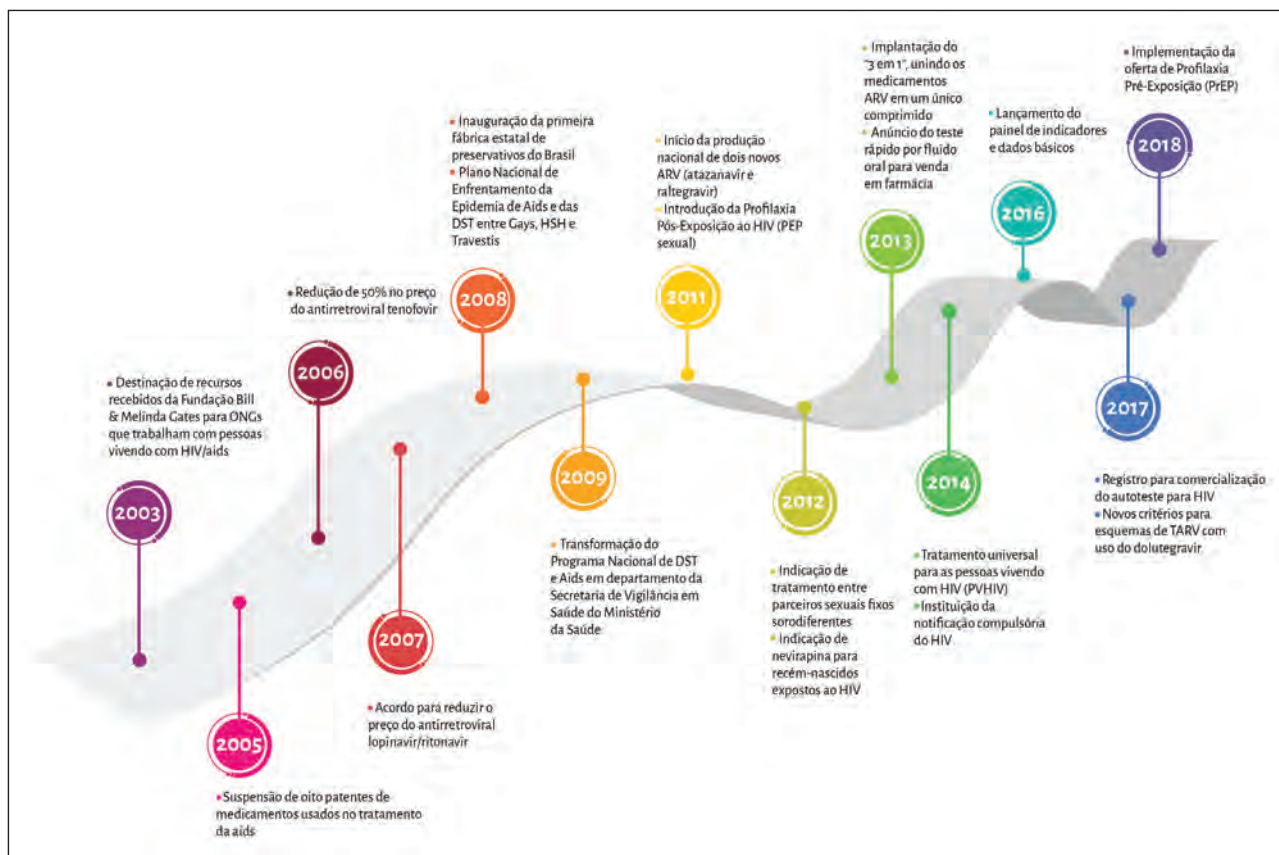 • Destinação de recursos
recebidos da Fundação Bill
& Melinda Gates para ONGs
que trabalham com pessoas
vivendo com HIV/aids
2003
2005
• Suspensão de oito patentes de
medicamentos usados no tratamento
da aids
• Redução de 50% no preço
do antirretroviral tenofovir
2006
2007
• Acordo para reduzir o
preço do antirretroviral
lopinavir/ritonavir
• Inauguração da primeira
fábrica estatal de
preservativos do Brasil
• Plano Nacional de
Enfrentamento da
Epidemia de Aids e das
DST entre Gays, HSH e
Travestis
2008
2009
• Transformação do
Programa Nacional de DST
e Aids em departamento da
Secretaria de Vigilância em
Saúde do Ministério
da Saúde
• Início da produção
nacional de dois novos
ARV (atazanavir e
raltegravir)
• Introdução da Profilaxia
Pós-Exposição ao HIV (PEP
sexual)
2011
2012
• Indicação de
tratamento entre
parceiros sexuais fixos
sorodiferentes
• Indicação de
nevirapina para
recém-nascidos
expostos ao HIV
• Implantação do
"3 em 1", unindo os
medicamentos
ARV em um único
comprimido
• Anúncio do teste
rápido por fluido
oral para venda
em farmácia
2013
2014
• Tratamento universal
para as pessoas vivendo
com HIV (PVHIV)
• Instituição da
notificação compulsória
do HIV
• Lançamento do
painel de indicadores
e dados básicos
2016
2017
• Registro para comercialização
do autoteste para HIV
• Novos critérios para
esquemas de TARV com
uso do dolutegravir
• Implementação da
oferta de Profilaxia
Pré-Exposição (PrEP)
2018